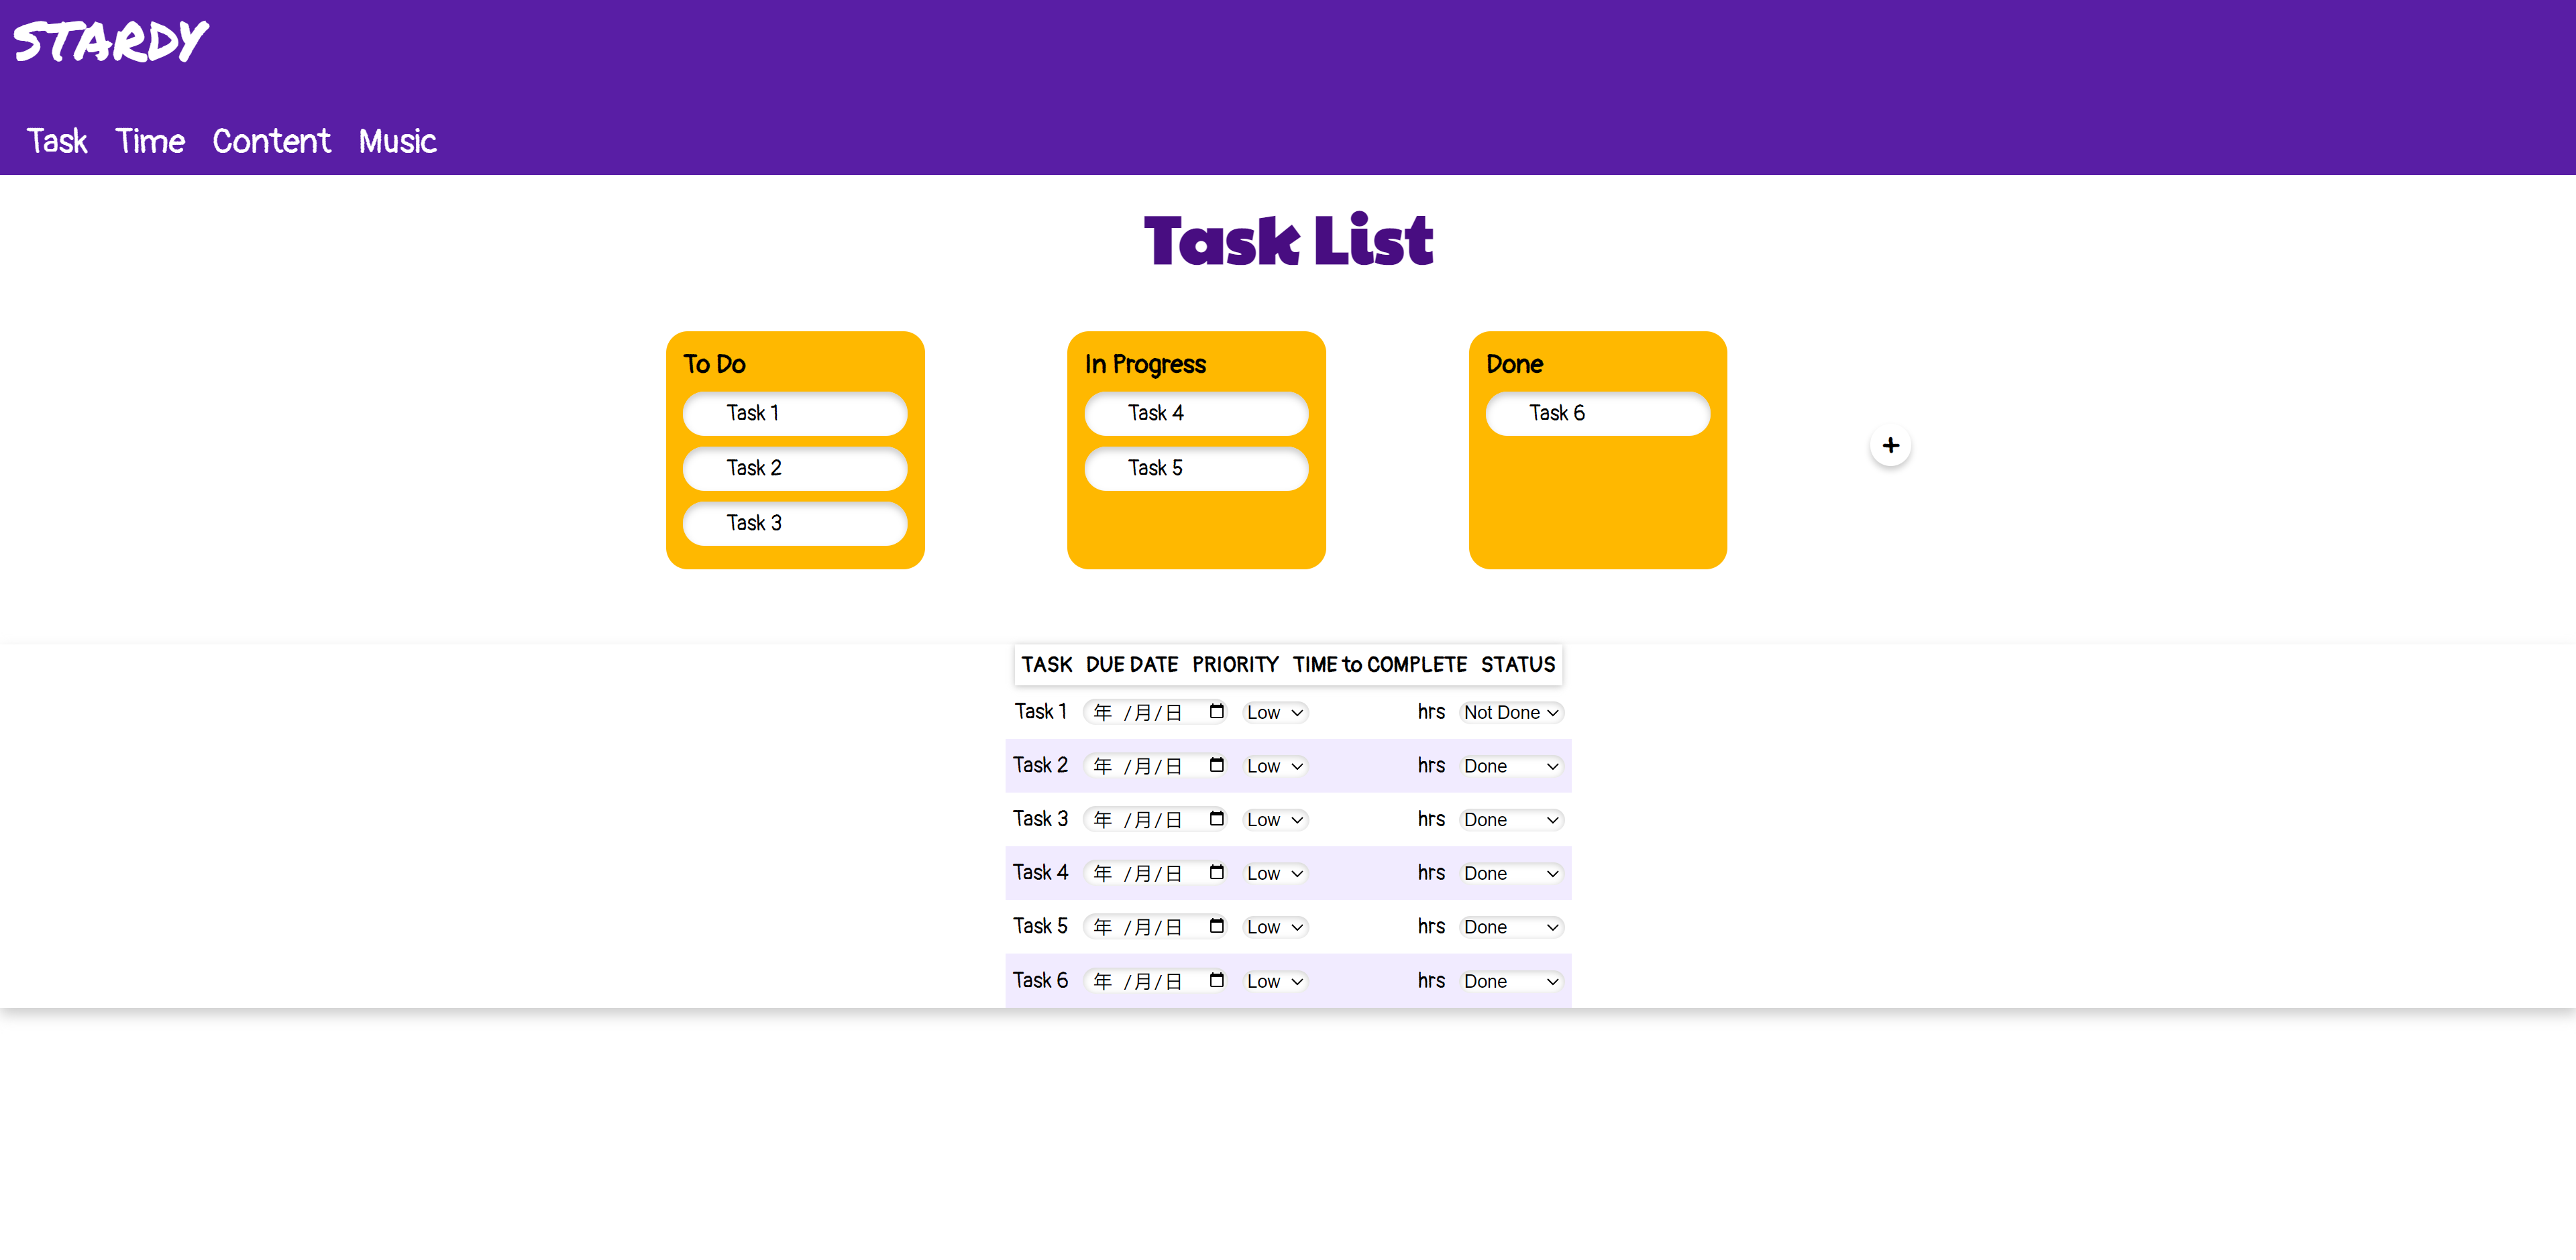 STARDY
Task Time Content Music
Task List
To Do
Task 1
Task 2
Task 3
In Progress
Task 4
Task 5
Done
Task 6
+
TASK DUE DATE PRIORITY TIME to COMPLETE STATUS
Task 1 年 /月/日 Low hrs Not Done
Task 2 年 /月/日 Low hrs Done
Task 3 年 /月/日 Low hrs Done
Task 4 年 /月/日 Low hrs Done
Task 5 年 /月/日 Low hrs Done
Task 6 年 /月/日 Low hrs Done